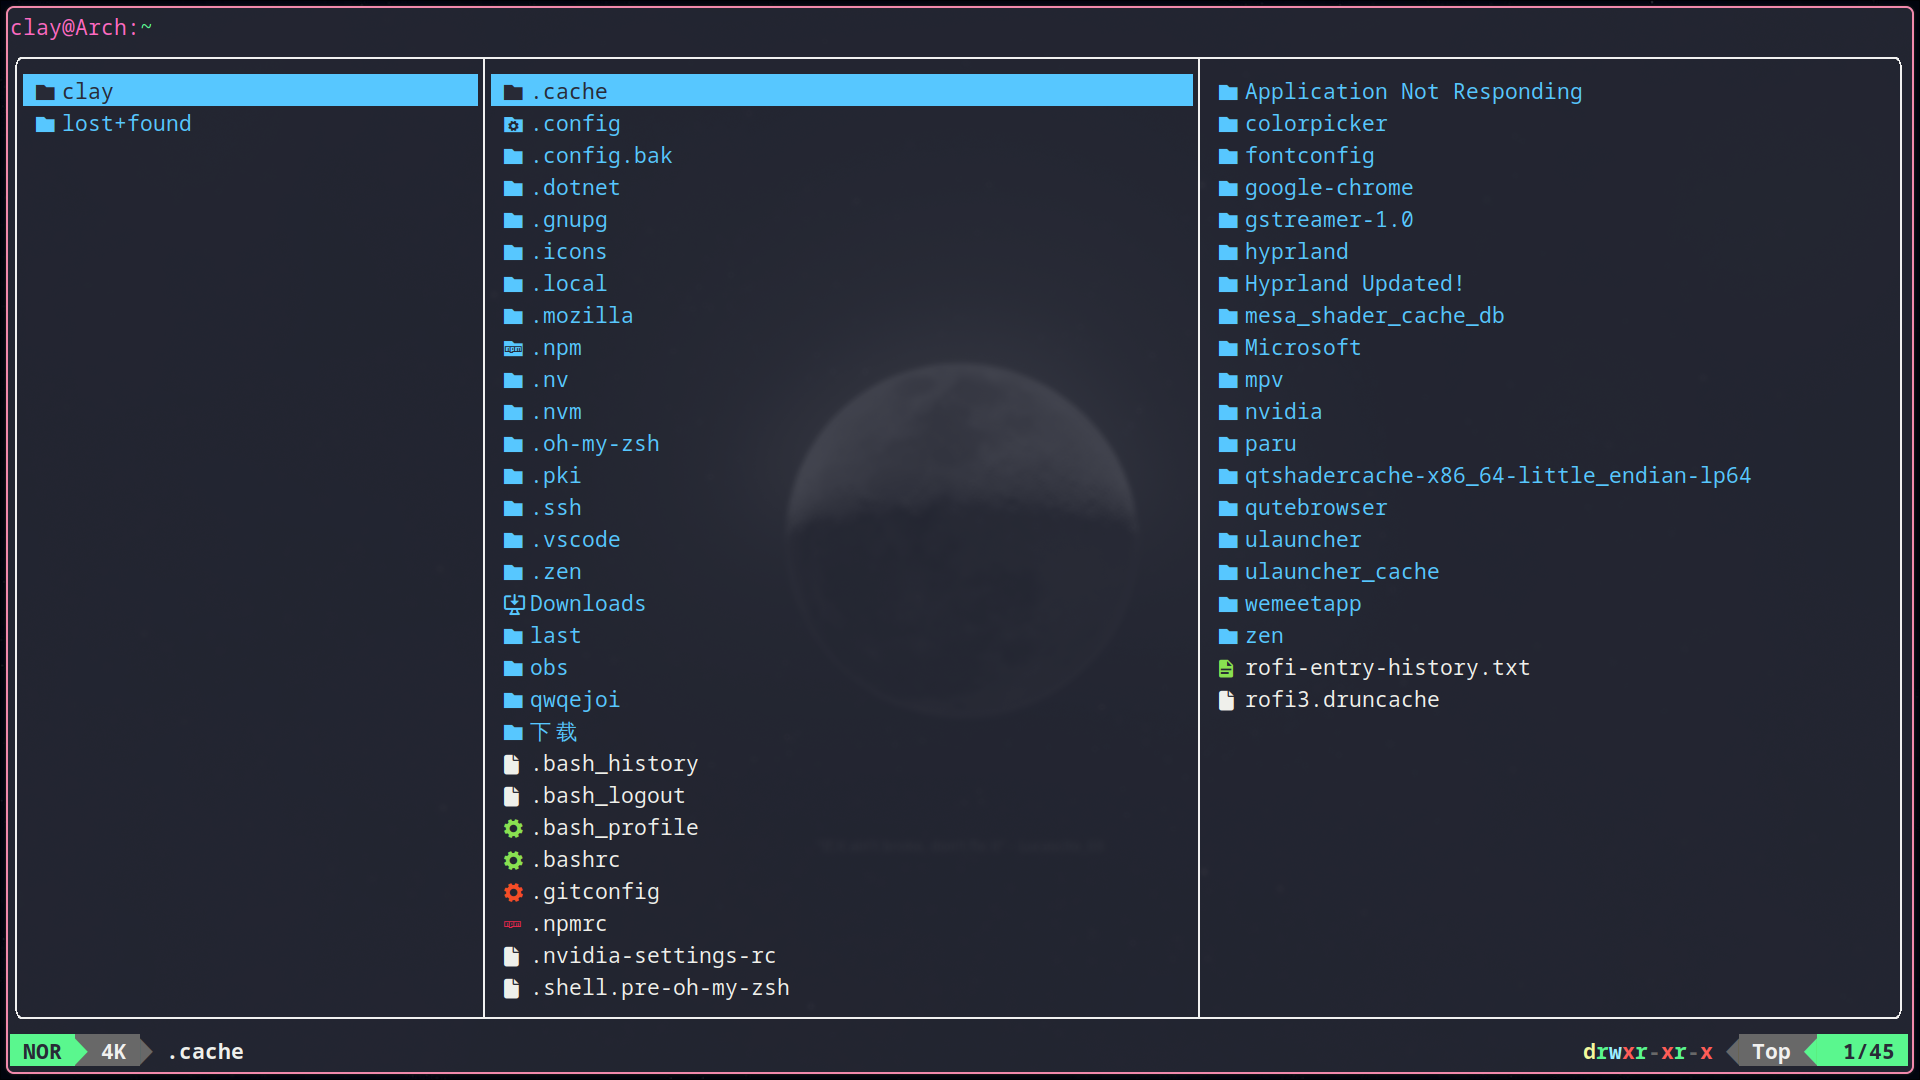 clay@Arch:~
clay
lost+found
.cache
.config
.config.bak
.dotnet
.gnupg
.icons
.local
.mozilla
.npm
.nv
.nvm
.oh-my-zsh
.pki
.ssh
.vscode
.zen
Downloads
last
obs
qwqejoi
下载
.bash_history
.bash_logout
.bash_profile
.bashrc
.gitconfig
.npmrc
.nvidia-settings-rc
.shell.pre-oh-my-zsh
Application Not Responding
colorpicker
fontconfig
google-chrome
gstreamer-1.0
hyprland
Hyprland Updated!
mesa_shader_cache_db
Microsoft
mpv
nvidia
paru
qtshadercache-x86_64-little_endian-lp64
qutebrowser
ulauncher
ulauncher_cache
wemeetapp
zen
rofi-entry-history.txt
rofi3.druncache
NOR 4K .cache drwxr-xr-x Top 1/45